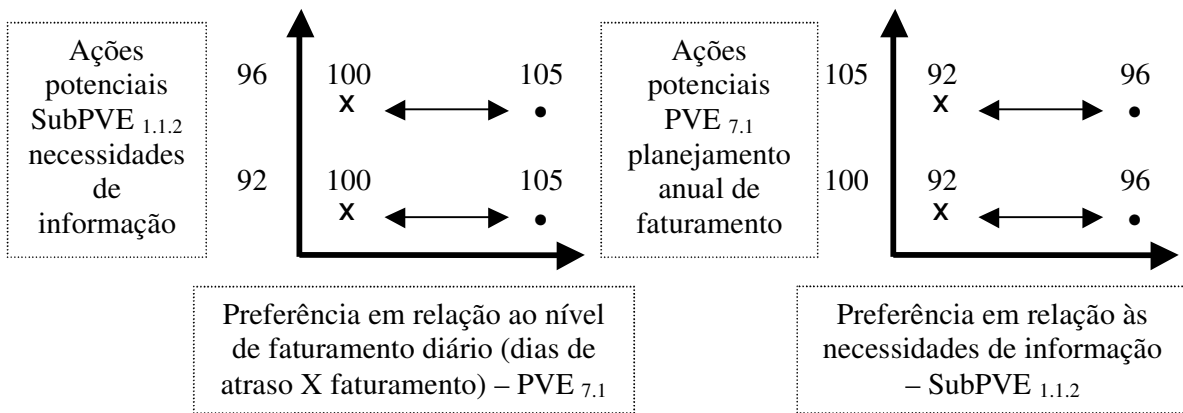 Ações
potenciais
SubPVE 1.1.2
necessidades
de
informação
96
100
105
x
92
100
105
x
Preferência em relação ao nível
de faturamento diário (dias de
atraso X faturamento) – PVE 7.1
Ações
potenciais
PVE 7.1
planejamento
anual de
faturamento
105
92
96
x
100
92
96
x
Preferência em relação às
necessidades de informação
– SubPVE 1.1.2